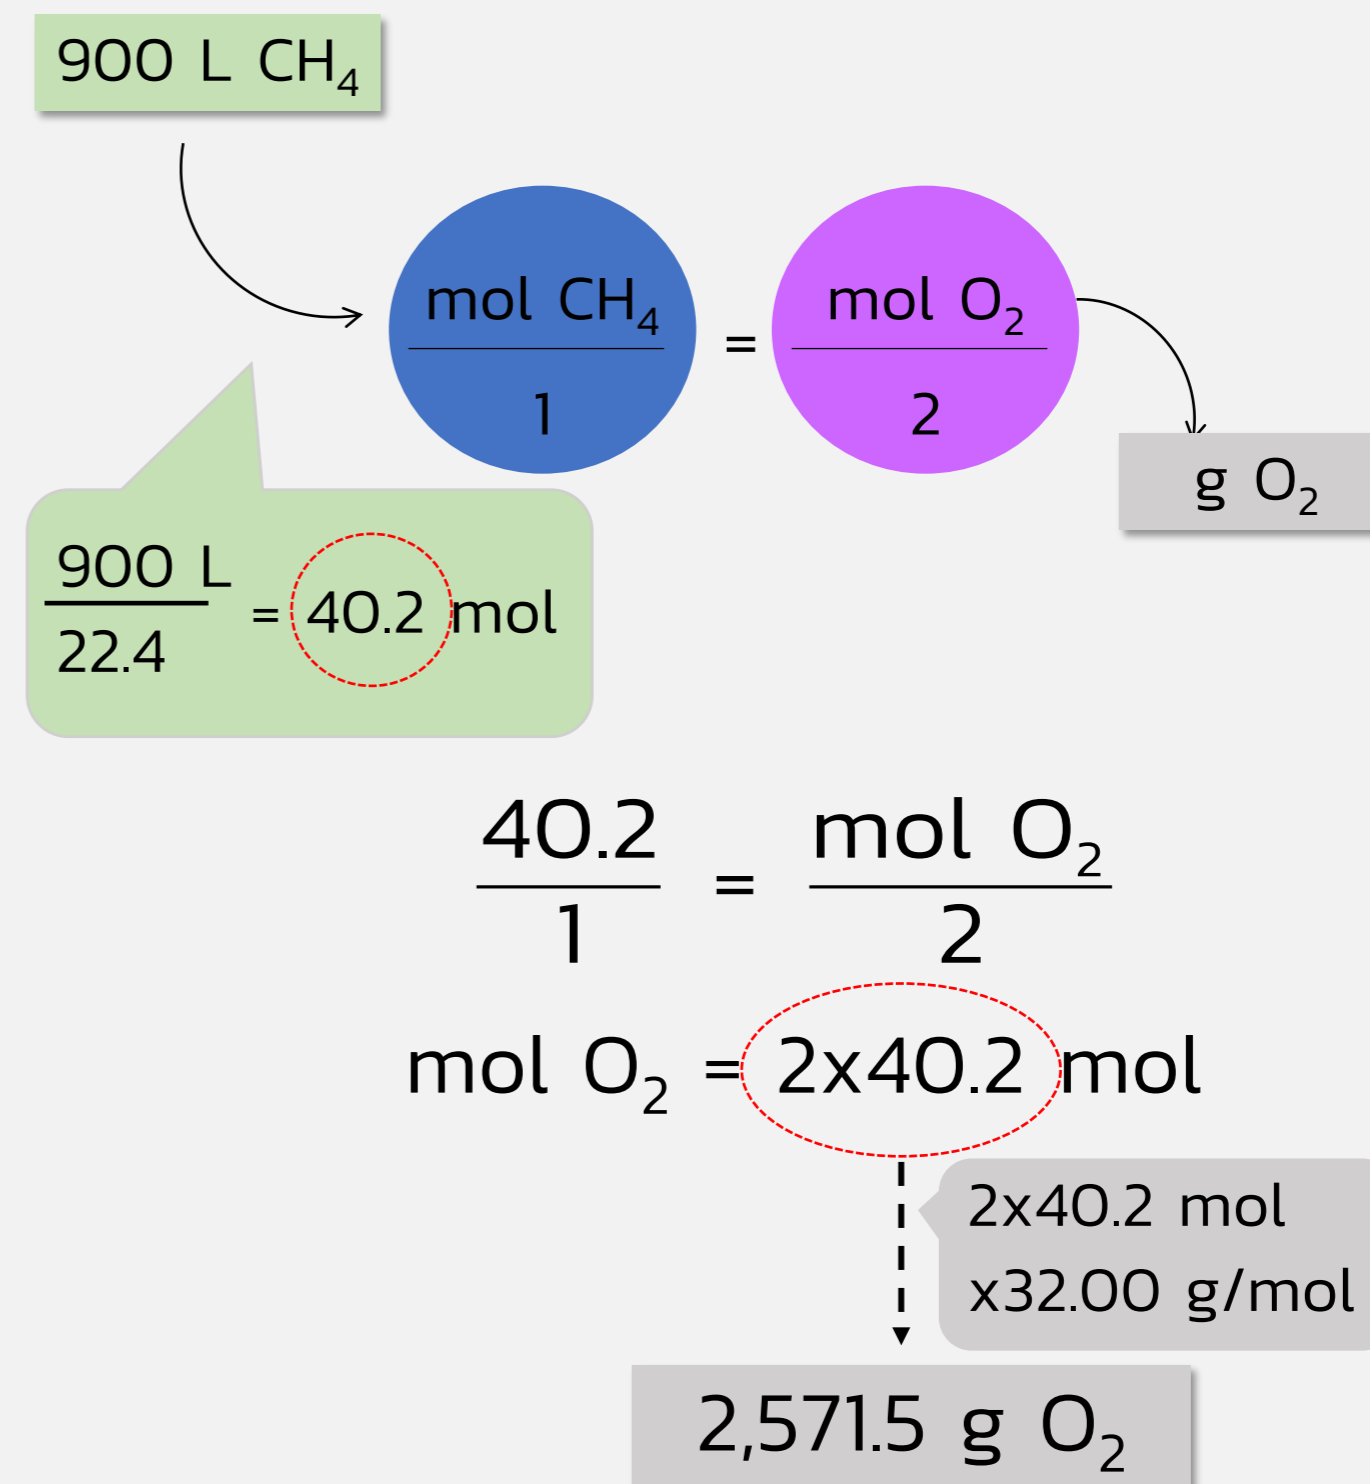 900 L CH₄
mol CH₄ = mol O₂
1 2
g O₂
900 L
= 40.2 mol
22.4
40.2 = mol O₂
1 2
mol O₂ = 2x40.2 mol
2x40.2 mol
x32.00 g/mol
2,571.5 g O₂